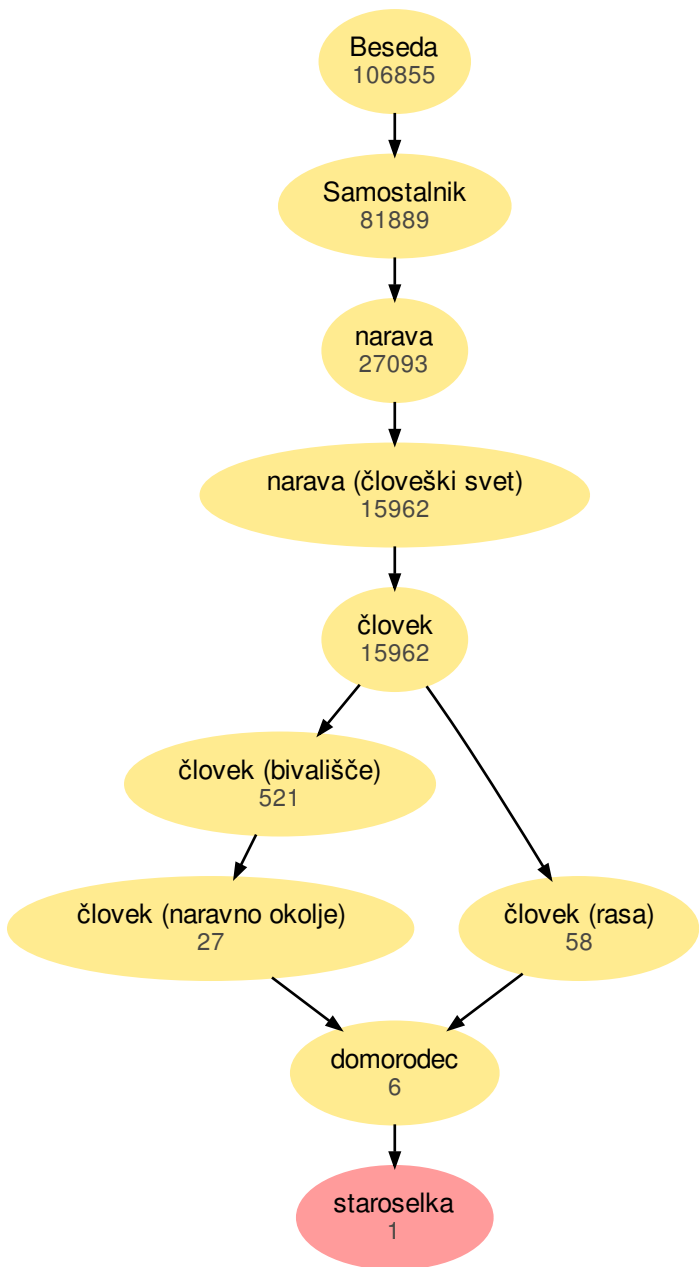 Beseda
106855
Samostalnik
81889
narava
27093
narava (človeški svet)
15962
človek
15962
človek (bivališče)
521
človek (naravno okolje)
27
človek (rasa)
58
domorodec
6
staroselka
1